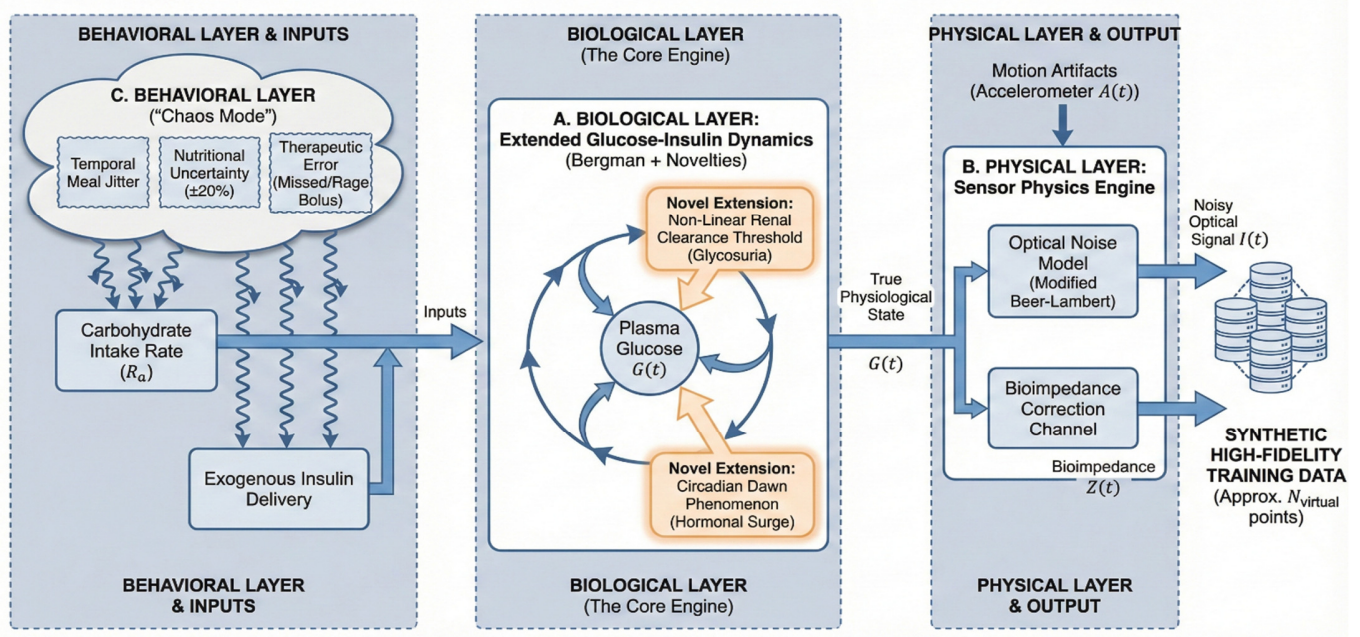 BEHAVIORAL LAYER & INPUTS
C. BEHAVIORAL LAYER
(“Chaos Mode”)
Temporal
Meal Jitter
Nutritional
Uncertainty
(±20%)
Therapeutic
Error
(Missed/Rage
Bolus)
Carbohydrate
Intake Rate
(Rₐ)
Exogenous Insulin
Delivery
BEHAVIORAL LAYER
& INPUTS
Inputs
BIOLOGICAL LAYER
(The Core Engine)
A. BIOLOGICAL LAYER:
Extended Glucose-Insulin Dynamics
(Bergman + Novelties)
Novel Extension:
Non-Linear Renal
Clearance Threshold
(Glycosuria)
Plasma
Glucose
G(t)
Novel Extension:
Circadian Dawn
Phenomenon
(Hormonal Surge)
BIOLOGICAL LAYER
(The Core Engine)
True
Physiological
State
G(t)
PHYSICAL LAYER & OUTPUT
Motion Artifacts
(Accelerometer A(t))
B. PHYSICAL LAYER:
Sensor Physics Engine
Optical Noise
Model
(Modified
Beer-Lambert)
Bioimpedance
Correction
Channel
Bioimpedance
Z(t)
PHYSICAL LAYER
& OUTPUT
Noisy
Optical
Signal I(t)
SYNTHETIC
HIGH-FIDELITY
TRAINING DATA
(Approx. Nvirtual
points)